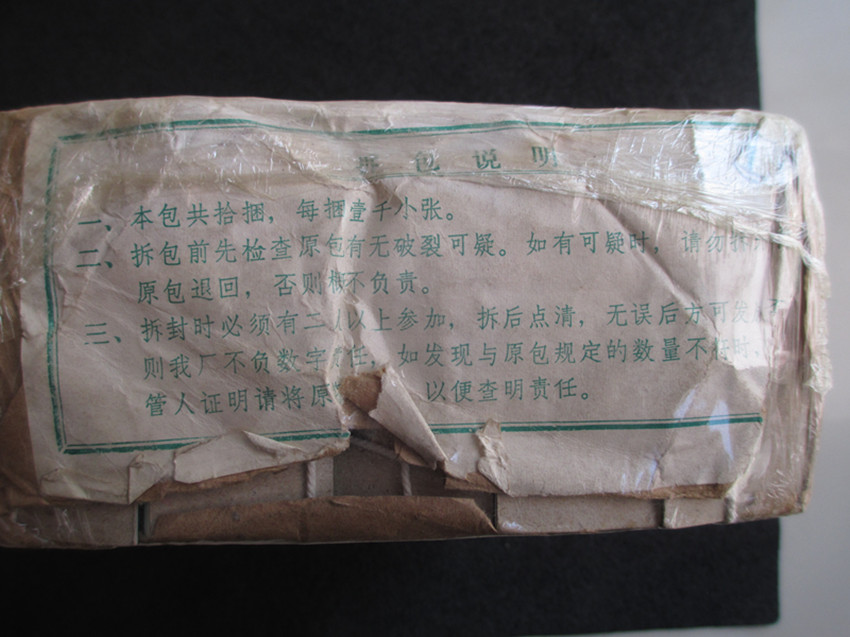 包说明
一、本包共拾捆，每捆壹千小张。
二、拆包前先检查原包有无破裂可疑。如有可疑时，请勿拆
原包退回，否则概不负责。
三、拆封时必须有二人以上参加，拆后点清，无误后方可发
则我厂不负数字责任，如发现与原包规定的数量不符时，
管人证明请将原 以便查明责任。